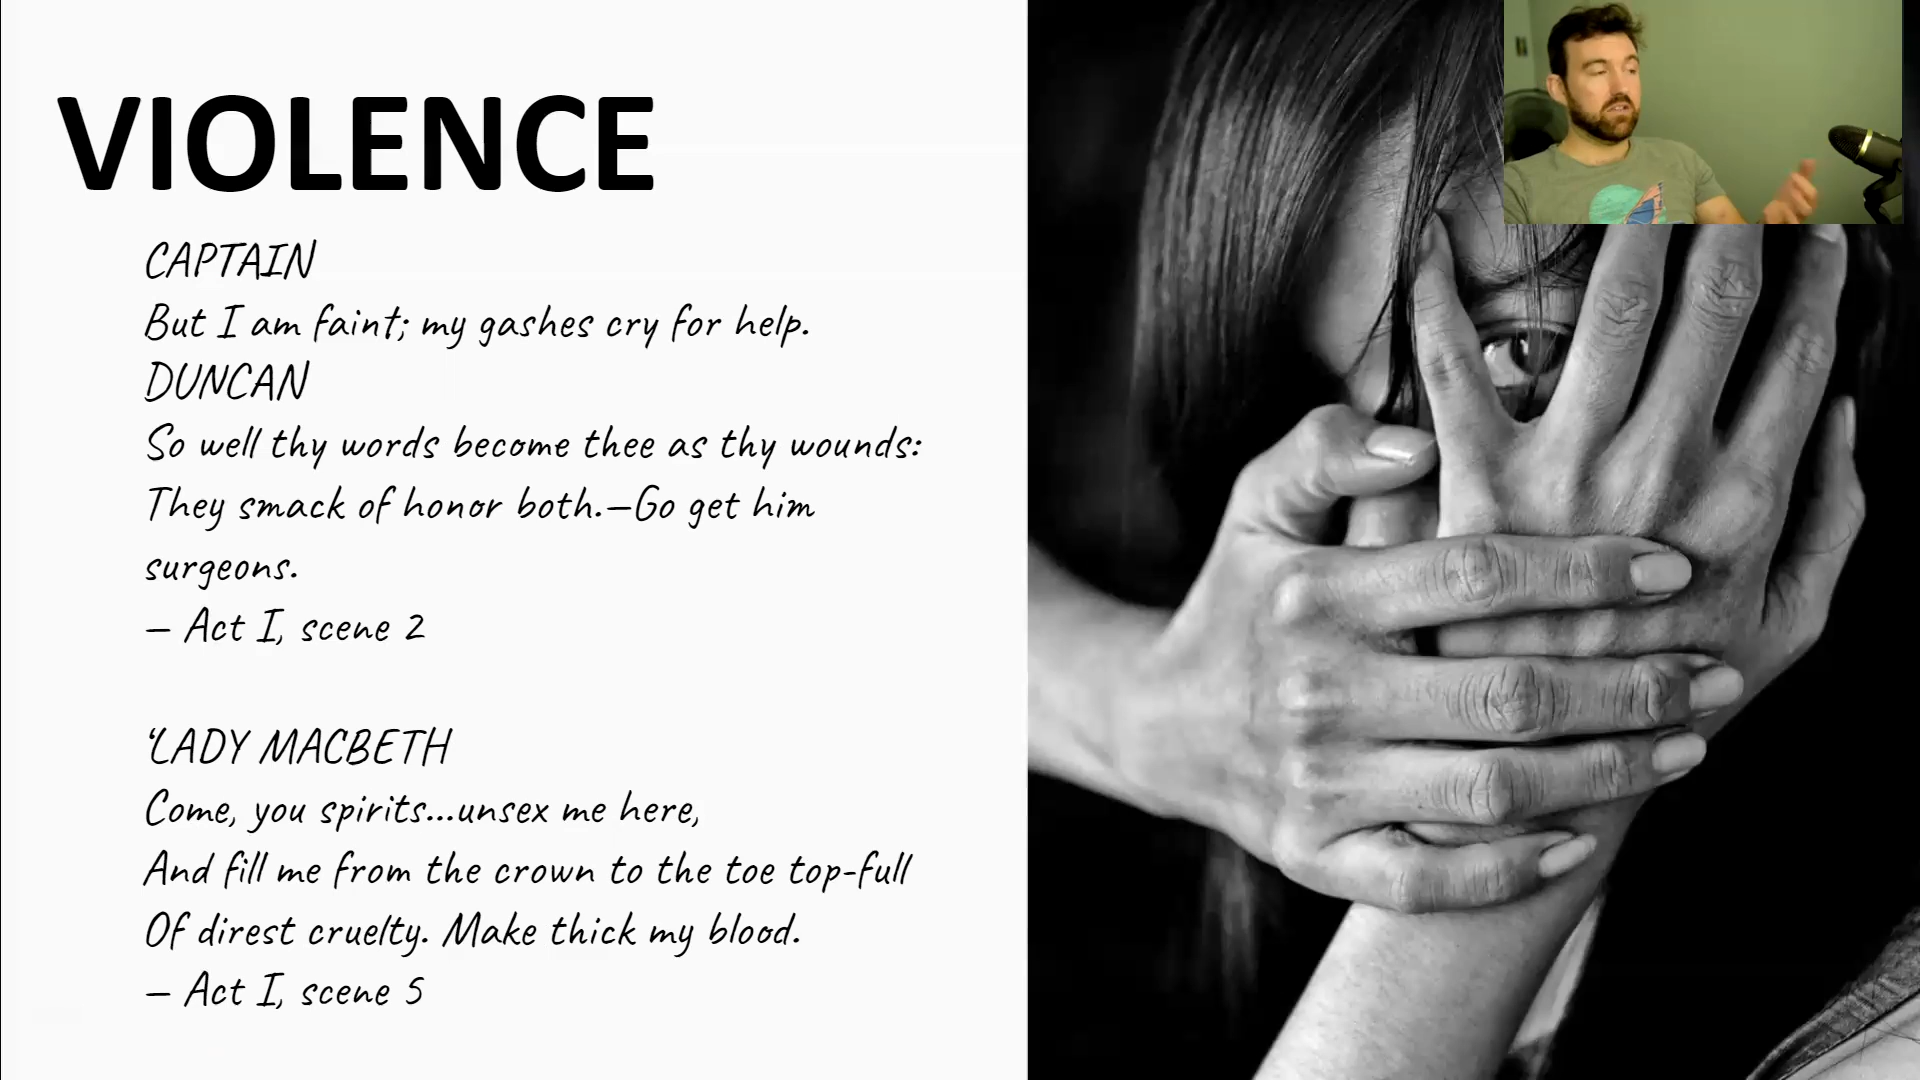 VIOLENCE
CAPTAIN
But I am faint; my gashes cry for help.
DUNCAN
So well thy words become thee as thy wounds:
They smack of honor both.—Go get him
surgeons.
— Act I, scene 2
‘LADY MACBETH
Come, you spirits...unsex me here,
And fill me from the crown to the toe top-full
Of direst cruelty. Make thick my blood.
— Act I, scene 5